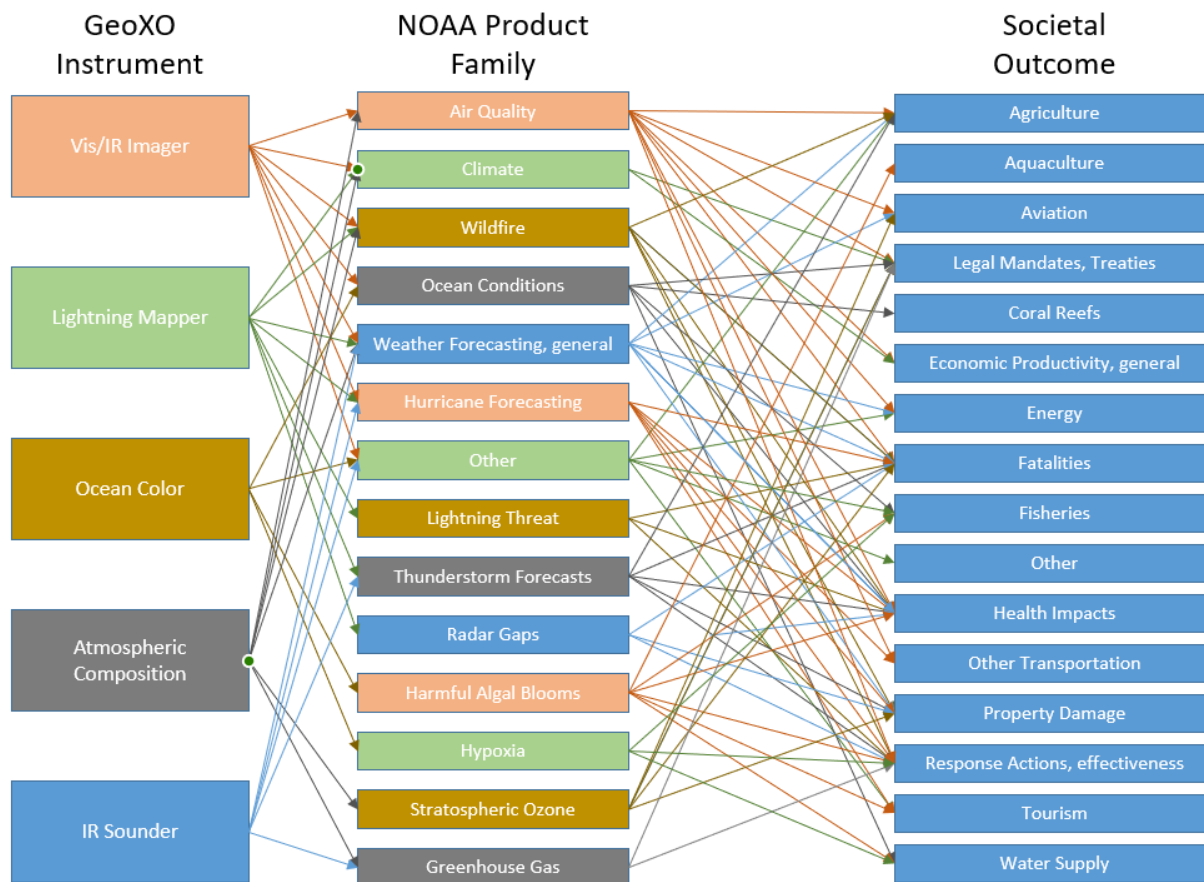 GeoXO
Instrument
NOAA Product
Family
Societal
Outcome
Vis/IR Imager
Lightning Mapper
Ocean Color
Atmospheric
Composition
IR Sounder
Air Quality
Climate
Wildfire
Ocean Conditions
Weather Forecasting, general
Hurricane Forecasting
Other
Lightning Threat
Thunderstorm Forecasts
Radar Gaps
Harmful Algal Blooms
Hypoxia
Stratospheric Ozone
Greenhouse Gas
Agriculture
Aquaculture
Aviation
Legal Mandates, Treaties
Coral Reefs
Economic Productivity, general
Energy
Fatalities
Fisheries
Other
Health Impacts
Other Transportation
Property Damage
Response Actions, effectiveness
Tourism
Water Supply